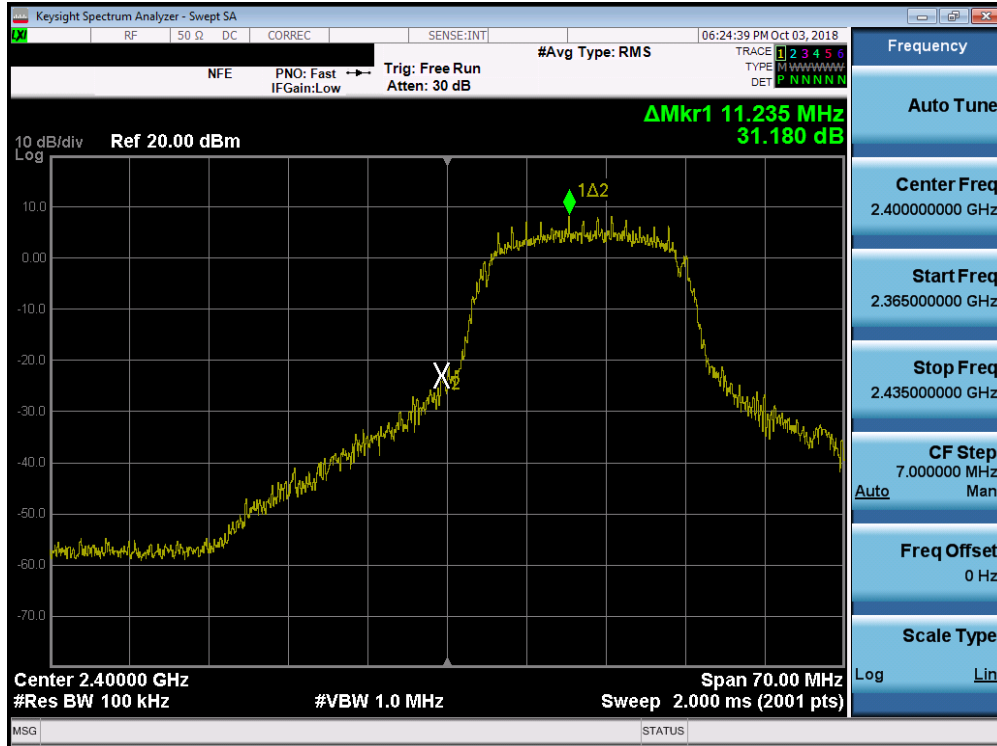 Keysight Spectrum Analyzer - Swept SA
LXI RF 50 Ω DC CORREC SENSE:INT 06:24:39 PM Oct 03, 2018
NFE PNO: Fast Trig: Free Run #Avg Type: RMS TRACE 1 2 3 4 5 6
IFGain:Low Atten: 30 dB TYPE M WWWWW
DET P N N N N N
ΔMkr1 11.235 MHz
31.180 dB
10 dB/div Ref 20.00 dBm
Log
1Δ2
10.0
0.00
-10.0
-20.0
2
-30.0
-40.0
-50.0
-60.0
-70.0
Center 2.40000 GHz Span 70.00 MHz
#Res BW 100 kHz #VBW 1.0 MHz Sweep 2.000 ms (2001 pts)
MSG STATUS
Frequency
Auto Tune
Center Freq
2.400000000 GHz
Start Freq
2.365000000 GHz
Stop Freq
2.435000000 GHz
CF Step
7.000000 MHz
Auto Man
Freq Offset
0 Hz
Scale Type
Log Lin